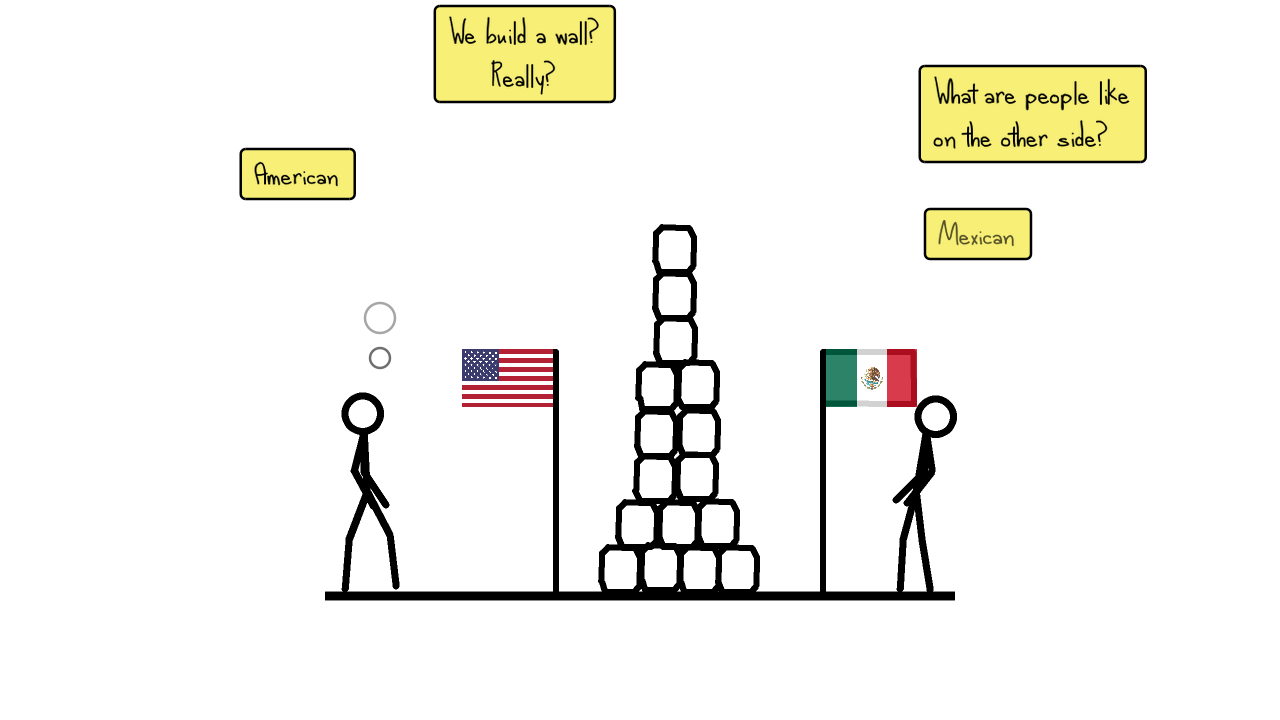 We build a wall?
Really?
What are people like
on the other side?
American
Mexican